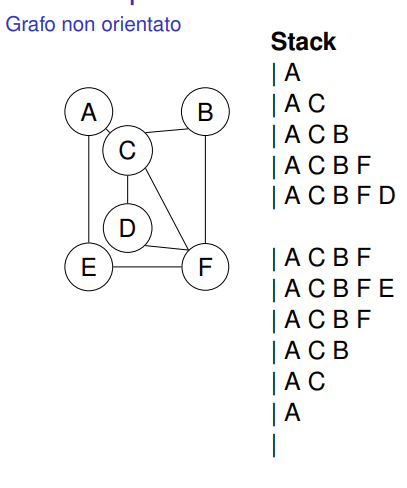 Grafo non orientato
A
B
C
D
E
F
Stack
| A
| A C
| A C B
| A C B F
| A C B F D
| A C B F
| A C B F E
| A C B F
| A C B
| A C
| A
|